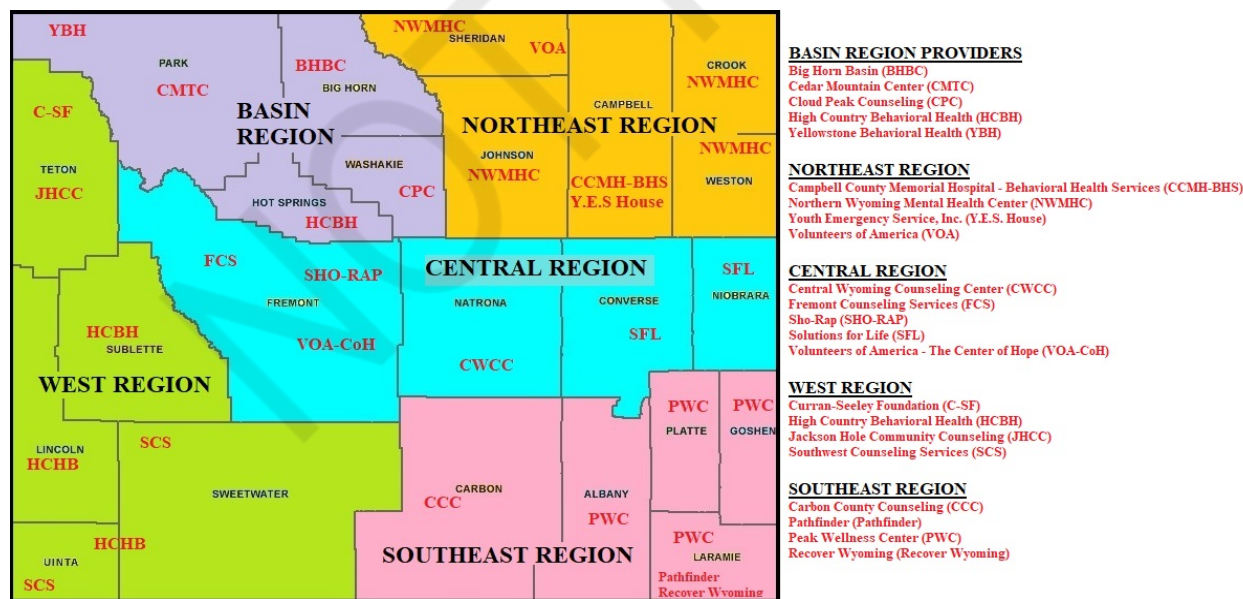 YBH
NWMHC
SHERIDAN
VOA
PARK
BHBC
CROOK
NWMHC
CMTC
BIG HORN
C-SF
BASIN
REGION
CAMPBELL
NORTHEAST REGION
TETON
JHCC
WASHAKIE
JOHNSON
NWMHC
NWMHC
CPC
CCMH-BHS
Y.E.S House
WESTON
HOT SPRINGS
HCBH
FCS
SHO-RAP
CENTRAL REGION
SFL
NIOBRARA
FREMONT
NATRONA
CONVERSE
HCBH
SUBLETTE
VOA-CoH
SFL
CWCC
WEST REGION
PWC
PWC
PLATTE
GOSHEN
SCS
LINCOLN
HCHB
SWEETWATER
CARBON
CCC
ALBANY
PWC
HCHB
UINTA
SCS
SOUTHEAST REGION
PWC
LARAMIE
Pathfinder
Recover Wyoming
BASIN REGION PROVIDERS
Big Horn Basin (BHBC)
Cedar Mountain Center (CMTC)
Cloud Peak Counseling (CPC)
High Country Behavioral Health (HCBH)
Yellowstone Behavioral Health (YBH)
NORTHEAST REGION
Campbell County Memorial Hospital - Behavioral Health Services (CCMH-BHS)
Northern Wyoming Mental Health Center (NWMHC)
Youth Emergency Service, Inc. (Y.E.S. House)
Volunteers of America (VOA)
CENTRAL REGION
Central Wyoming Counseling Center (CWCC)
Fremont Counseling Services (FCS)
Sho-Rap (SHO-RAP)
Solutions for Life (SFL)
Volunteers of America - The Center of Hope (VOA-CoH)
WEST REGION
Curran-Seeley Foundation (C-SF)
High Country Behavioral Health (HCBH)
Jackson Hole Community Counseling (JHCC)
Southwest Counseling Services (SCS)
SOUTHEAST REGION
Carbon County Counseling (CCC)
Pathfinder (Pathfinder)
Peak Wellness Center (PWC)
Recover Wyoming (Recover Wyoming)